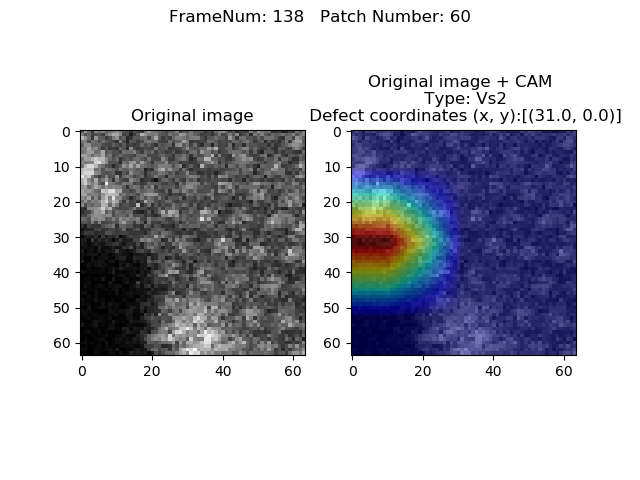 FrameNum: 138   Patch Number: 60
Original image
Original image + CAM
Type: Vs2
Defect coordinates (x, y):[(31.0, 0.0)]
0
10
20
30
40
50
60
0 20 40 60
0
10
20
30
40
50
60
0 20 40 60